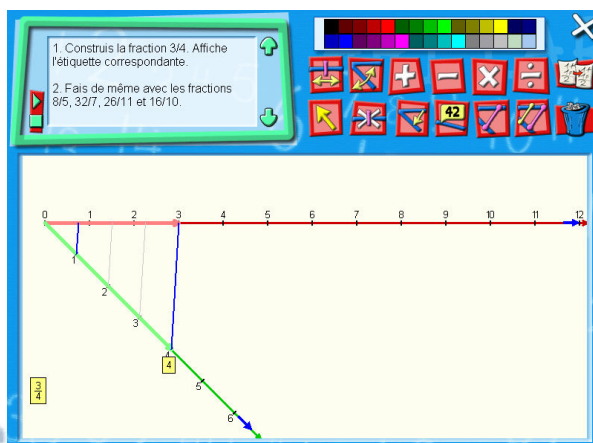 1. Construis la fraction 3/4. Affiche
l'étiquette correspondante.
2. Fais de même avec les fractions
8/5, 32/7, 26/11 et 16/10.
42
0 1 2 3 4 5 6 7 8 9 10 11 12
1
2
3
4
4
5
6
3
4